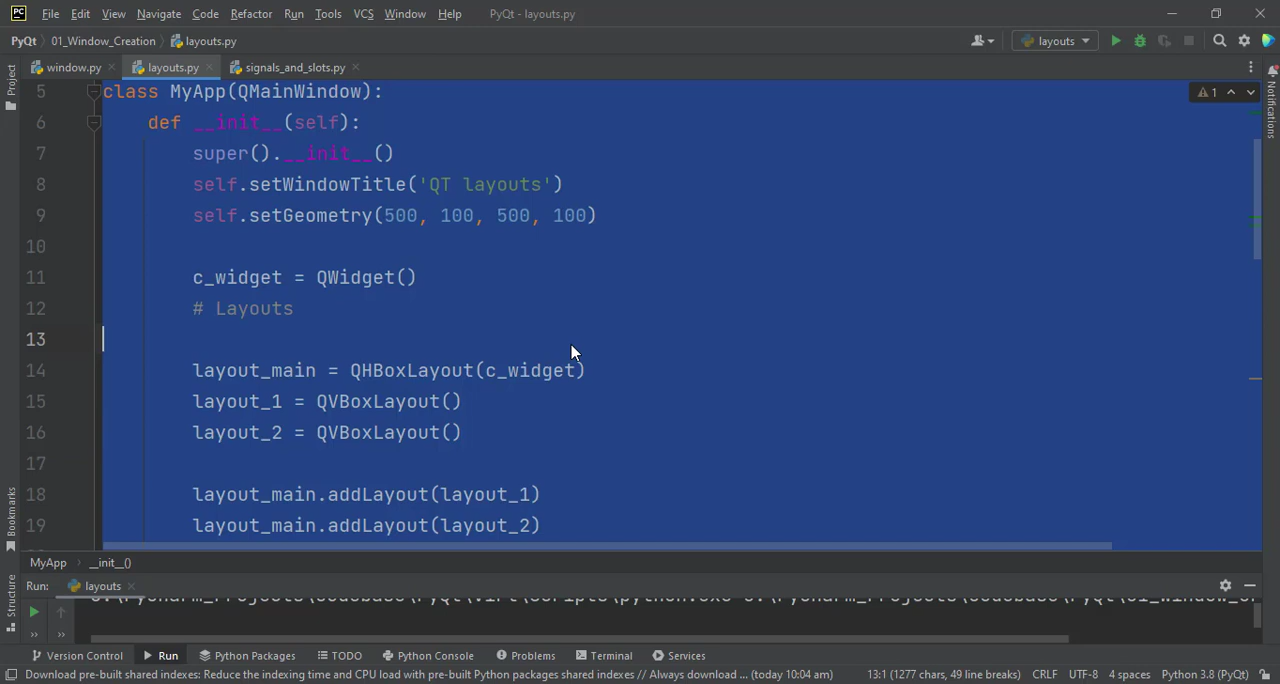 PC File Edit View Navigate Code Refactor Run Tools VCS Window Help PyQt - layouts.py
PyQt 01_Window_Creation layouts.py layouts
window.py layouts.py signals_and_slots.py
Project
Notifications
1
5 class MyApp(QMainWindow):
6 def __init__(self):
7 super().__init__()
8 self.setWindowTitle('QT layouts')
9 self.setGeometry(500, 100, 500, 100)
10
11 c_widget = QWidget()
12 # Layouts
13
14 layout_main = QHBoxLayout(c_widget)
15 layout_1 = QVBoxLayout()
16 layout_2 = QVBoxLayout()
17
18 layout_main.addLayout(layout_1)
19 layout_main.addLayout(layout_2)
Bookmarks
Structure
MyApp __init__()
Run: layouts
Version Control Run Python Packages TODO Python Console Problems Terminal Services
Download pre-built shared indexes: Reduce the indexing time and CPU load with pre-built Python packages shared indexes // Always download ... (today 10:04 am) 13:1 (1277 chars, 49 line breaks) CRLF UTF-8 4 spaces Python 3.8 (PyQt)